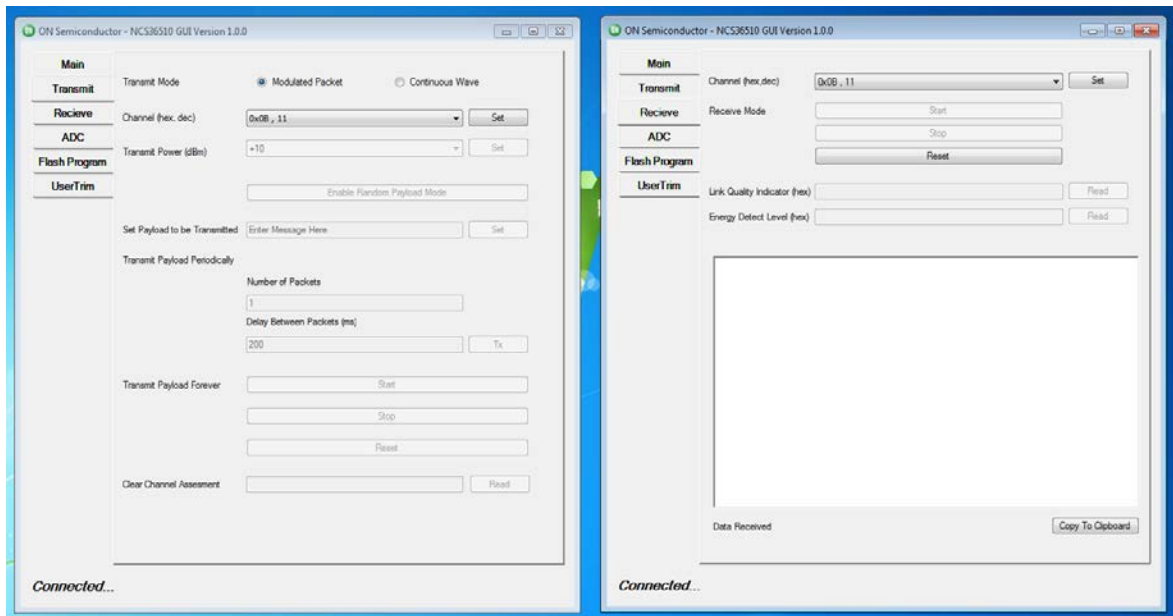 ON Semiconductor - NCS36510 GUI Version 1.0.0
Main
Transmit
Recieve
ADC
Flash Program
UserTrim
Transmit Mode
Modulated Packet
Continuous Wave
Channel (hex, dec)
0x0B , 11
Set
Transmit Power (dBm)
+10
Set
Enable Random Payload Mode
Set Payload to be Transmitted
Enter Message Here
Set
Transmit Payload Periodically
Number of Packets
1
Delay Between Packets (ms)
200
Tx
Transmit Payload Forever
Start
Stop
Reset
Clear Channel Assesment
Read
Connected...
ON Semiconductor - NCS36510 GUI Version 1.0.0
Main
Transmit
Recieve
ADC
Flash Program
UserTrim
Channel (hex,dec)
0x0B , 11
Set
Receive Mode
Start
Stop
Reset
Link Quality Indicator (hex)
Read
Energy Detect Level (hex)
Read
Data Received
Copy To Clipboard
Connected...